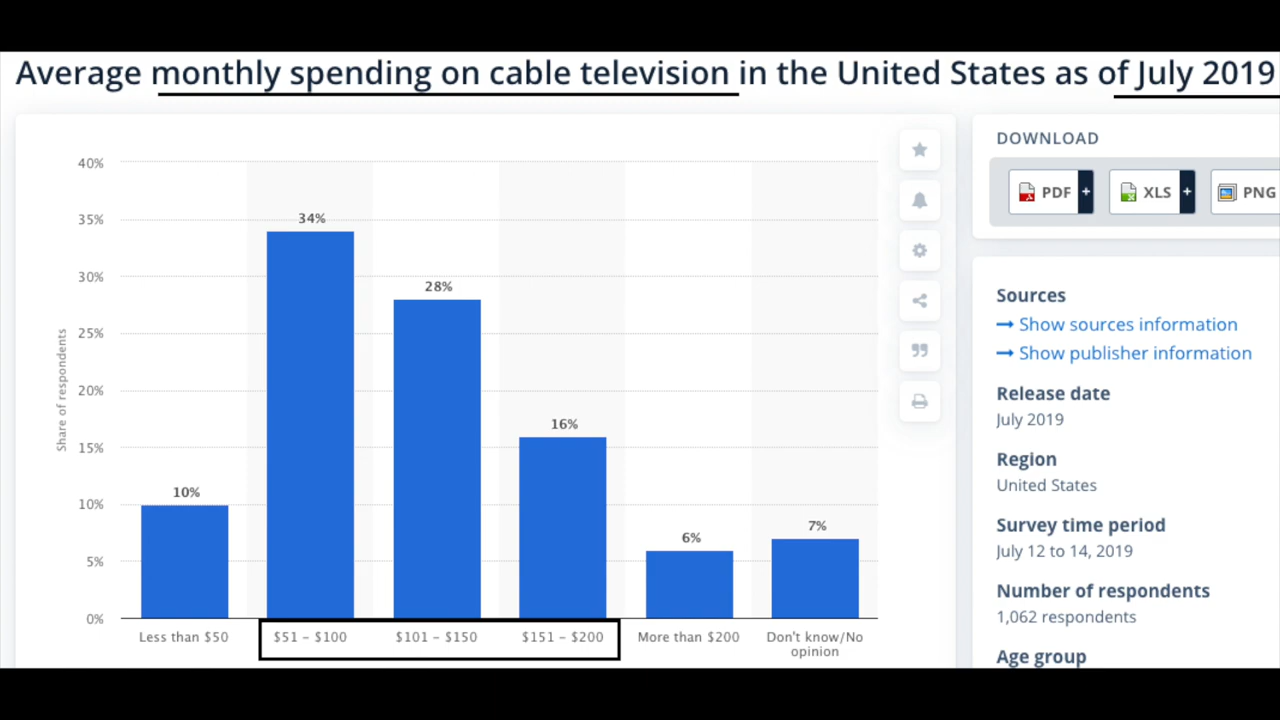 Average monthly spending on cable television in the United States as of July 2019
40%
35%
30%
25%
20%
15%
10%
5%
0%
Share of respondents
10%
34%
28%
16%
6%
7%
Less than $50
$51 – $100
$101 – $150
$151 – $200
More than $200
Don't know/No
opinion
DOWNLOAD
PDF +
XLS +
PNG
Sources
→ Show sources information
→ Show publisher information
Release date
July 2019
Region
United States
Survey time period
July 12 to 14, 2019
Number of respondents
1,062 respondents
Age group